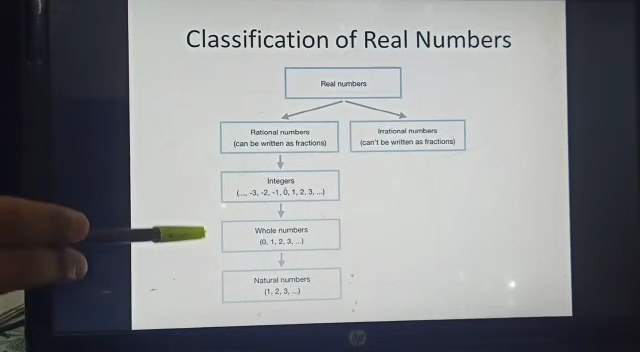 Classification of Real Numbers
Real numbers
Rational numbers
(can be written as fractions)
Irrational numbers
(can't be written as fractions)
Integers
(..., -3, -2, -1, 0, 1, 2, 3, ...)
Whole numbers
(0, 1, 2, 3, ...)
Natural numbers
(1, 2, 3, ...)
hp